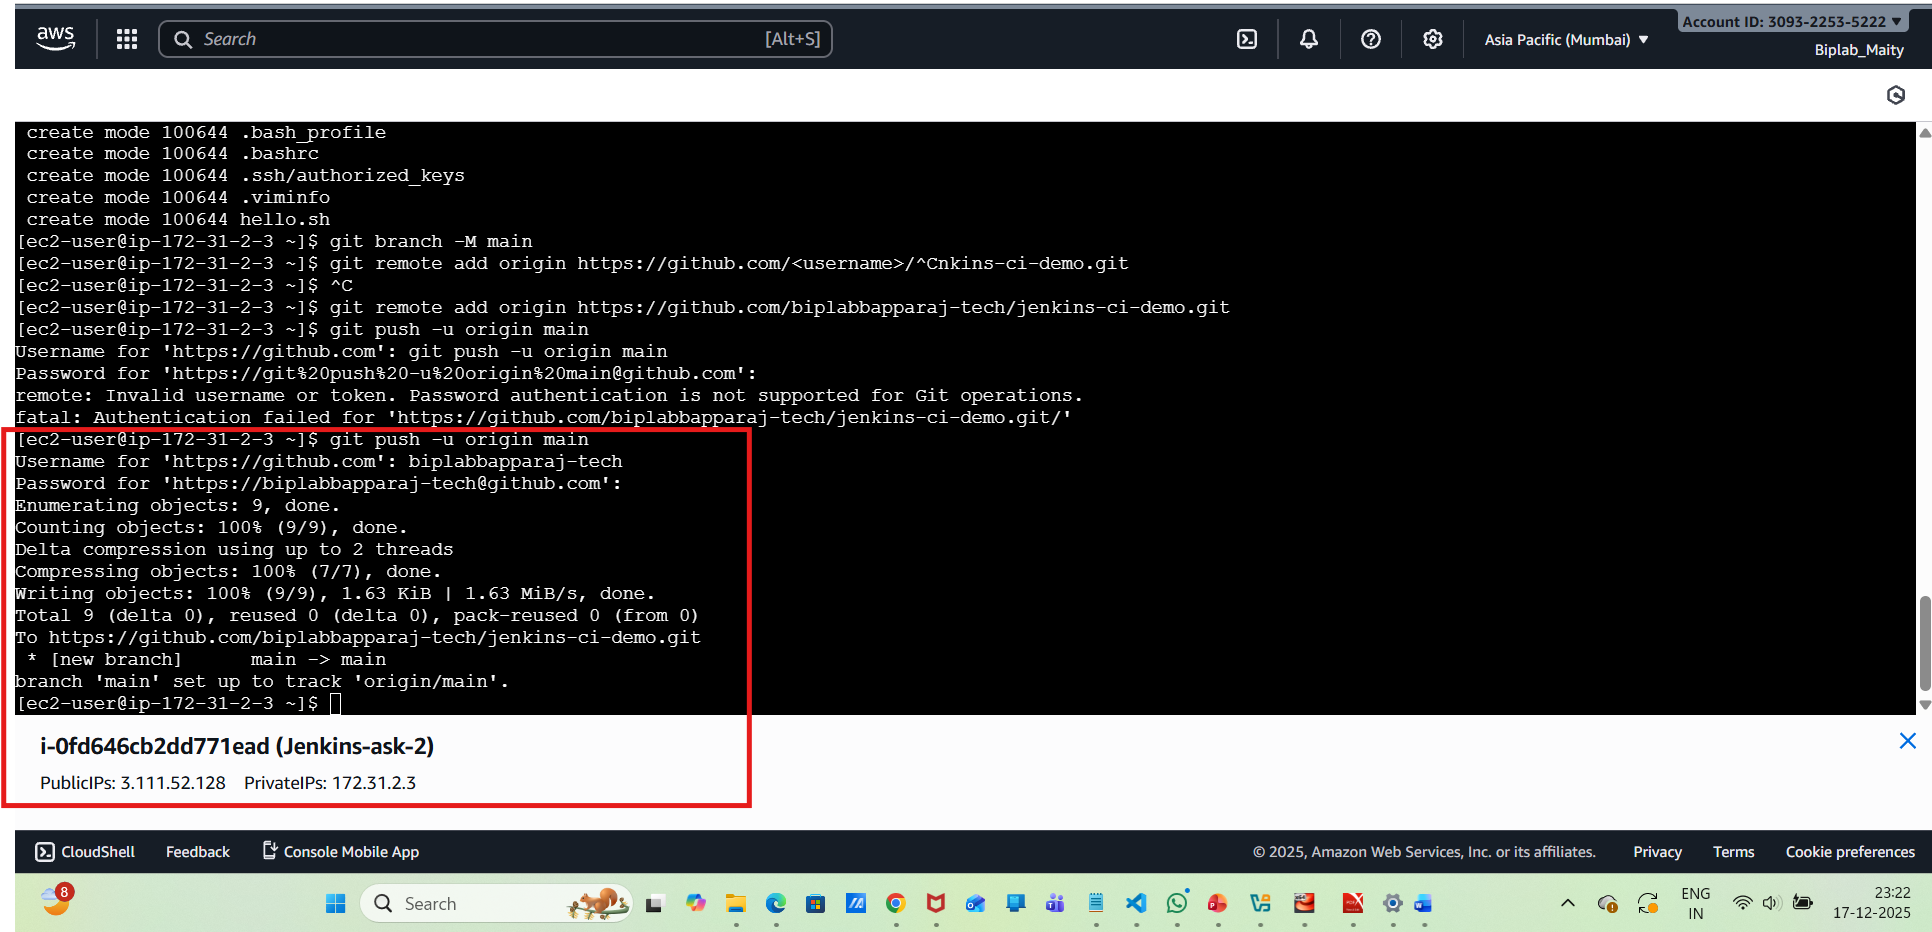 aws
Search
[Alt+S]
Asia Pacific (Mumbai) ▼
Account ID: 3093-2253-5222 ▼
Biplab_Maity
create mode 100644 .bash_profile
create mode 100644 .bashrc
create mode 100644 .ssh/authorized_keys
create mode 100644 .viminfo
create mode 100644 hello.sh
[ec2-user@ip-172-31-2-3 ~]$ git branch -M main
[ec2-user@ip-172-31-2-3 ~]$ git remote add origin https://github.com/<username>/^Cnkins-ci-demo.git
[ec2-user@ip-172-31-2-3 ~]$ ^C
[ec2-user@ip-172-31-2-3 ~]$ git remote add origin https://github.com/biplabbapparaj-tech/jenkins-ci-demo.git
[ec2-user@ip-172-31-2-3 ~]$ git push -u origin main
Username for 'https://github.com': git push -u origin main
Password for 'https://git%20push%20-u%20origin%20main@github.com':
remote: Invalid username or token. Password authentication is not supported for Git operations.
fatal: Authentication failed for 'https://github.com/biplabbapparaj-tech/jenkins-ci-demo.git/'
[ec2-user@ip-172-31-2-3 ~]$ git push -u origin main
Username for 'https://github.com': biplabbapparaj-tech
Password for 'https://biplabbapparaj-tech@github.com':
Enumerating objects: 9, done.
Counting objects: 100% (9/9), done.
Delta compression using up to 2 threads
Compressing objects: 100% (7/7), done.
Writing objects: 100% (9/9), 1.63 KiB | 1.63 MiB/s, done.
Total 9 (delta 0), reused 0 (delta 0), pack-reused 0 (from 0)
To https://github.com/biplabbapparaj-tech/jenkins-ci-demo.git
* [new branch]      main -> main
branch 'main' set up to track 'origin/main'.
[ec2-user@ip-172-31-2-3 ~]$
i-0fd646cb2dd771ead (Jenkins-ask-2)
PublicIPs: 3.111.52.128    PrivateIPs: 172.31.2.3
CloudShell
Feedback
Console Mobile App
© 2025, Amazon Web Services, Inc. or its affiliates.
Privacy
Terms
Cookie preferences
8
Search
ENG
IN
23:22
17-12-2025